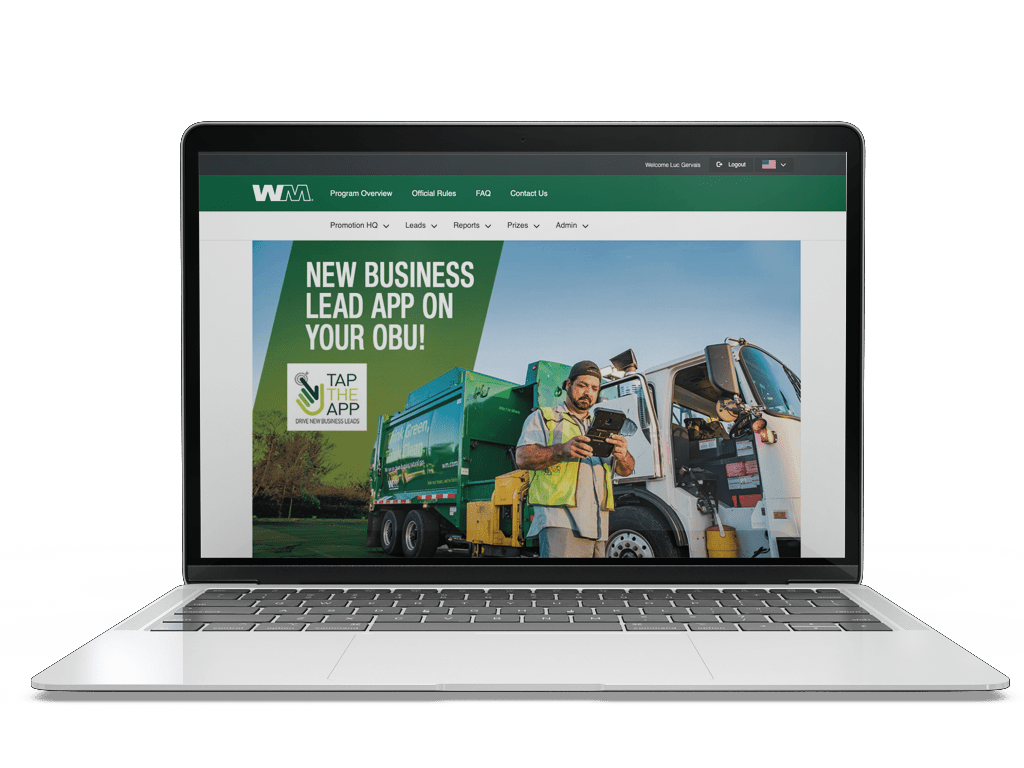 Welcome Luc Gervais Logout
WM Program Overview Official Rules FAQ Contact Us
Promotion HQ Leads Reports Prizes Admin
NEW BUSINESS
LEAD APP ON
YOUR OBU!
TAP
THE
APP
DRIVE NEW BUSINESS LEADS
Think Green.